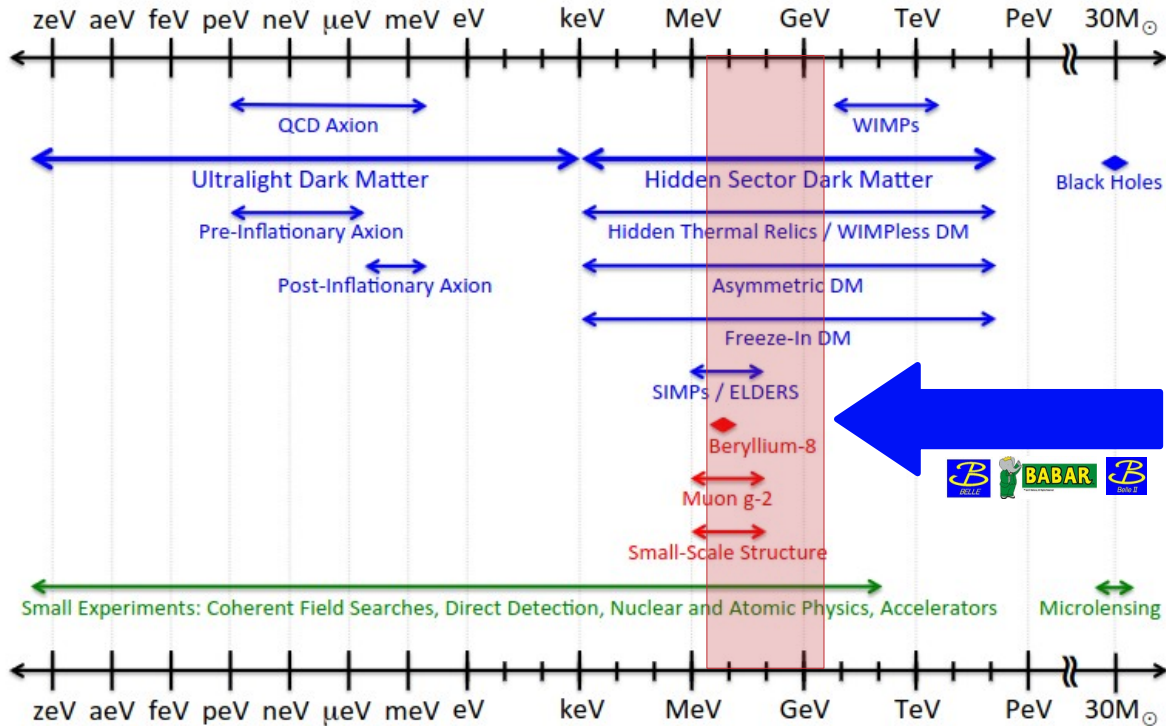 zeV aeV feV peV neV μeV meV eV keV MeV GeV TeV PeV 30M☉
QCD Axion
WIMPs
Ultralight Dark Matter
Hidden Sector Dark Matter
Black Holes
Pre-Inflationary Axion
Hidden Thermal Relics / WIMPless DM
Post-Inflationary Axion
Asymmetric DM
Freeze-In DM
SIMPs / ELDERS
Beryllium-8
B
BELLE
BABAR
B
Belle II
Muon g-2
Small-Scale Structure
Small Experiments: Coherent Field Searches, Direct Detection, Nuclear and Atomic Physics, Accelerators
Microlensing
zeV aeV feV peV neV μeV meV eV keV MeV GeV TeV PeV 30M☉